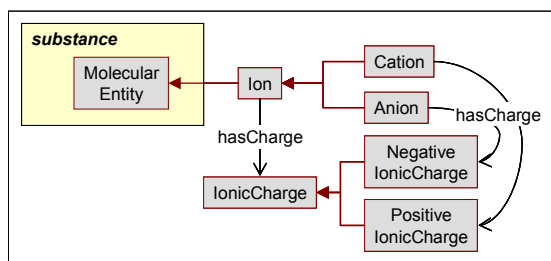 substance
Molecular
Entity
Ion
Cation
Anion
hasCharge
hasCharge
IonicCharge
Negative
IonicCharge
Positive
IonicCharge